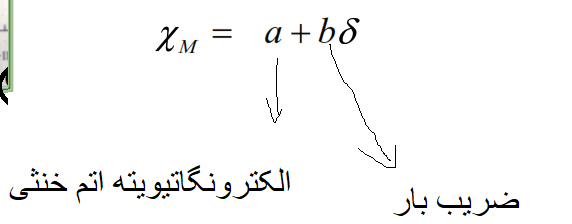 χ_M = a + bδ
الکترونگاتیویته اتم خنثی
ضریب بار